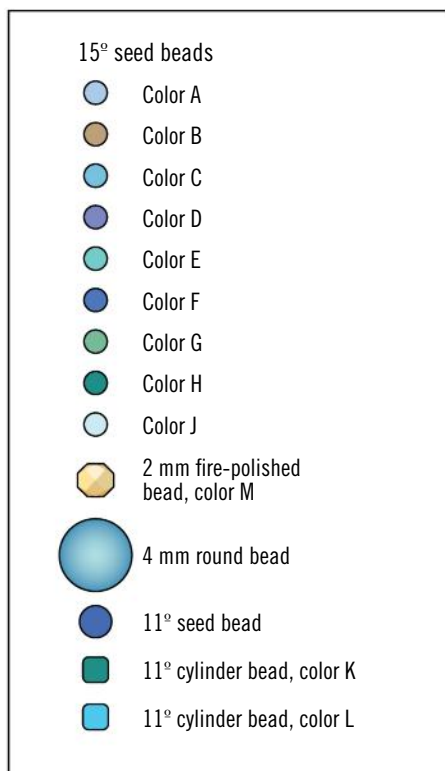 15º seed beads
Color A
Color B
Color C
Color D
Color E
Color F
Color G
Color H
Color J
2 mm fire-polished
bead, color M
4 mm round bead
11º seed bead
11º cylinder bead, color K
11º cylinder bead, color L